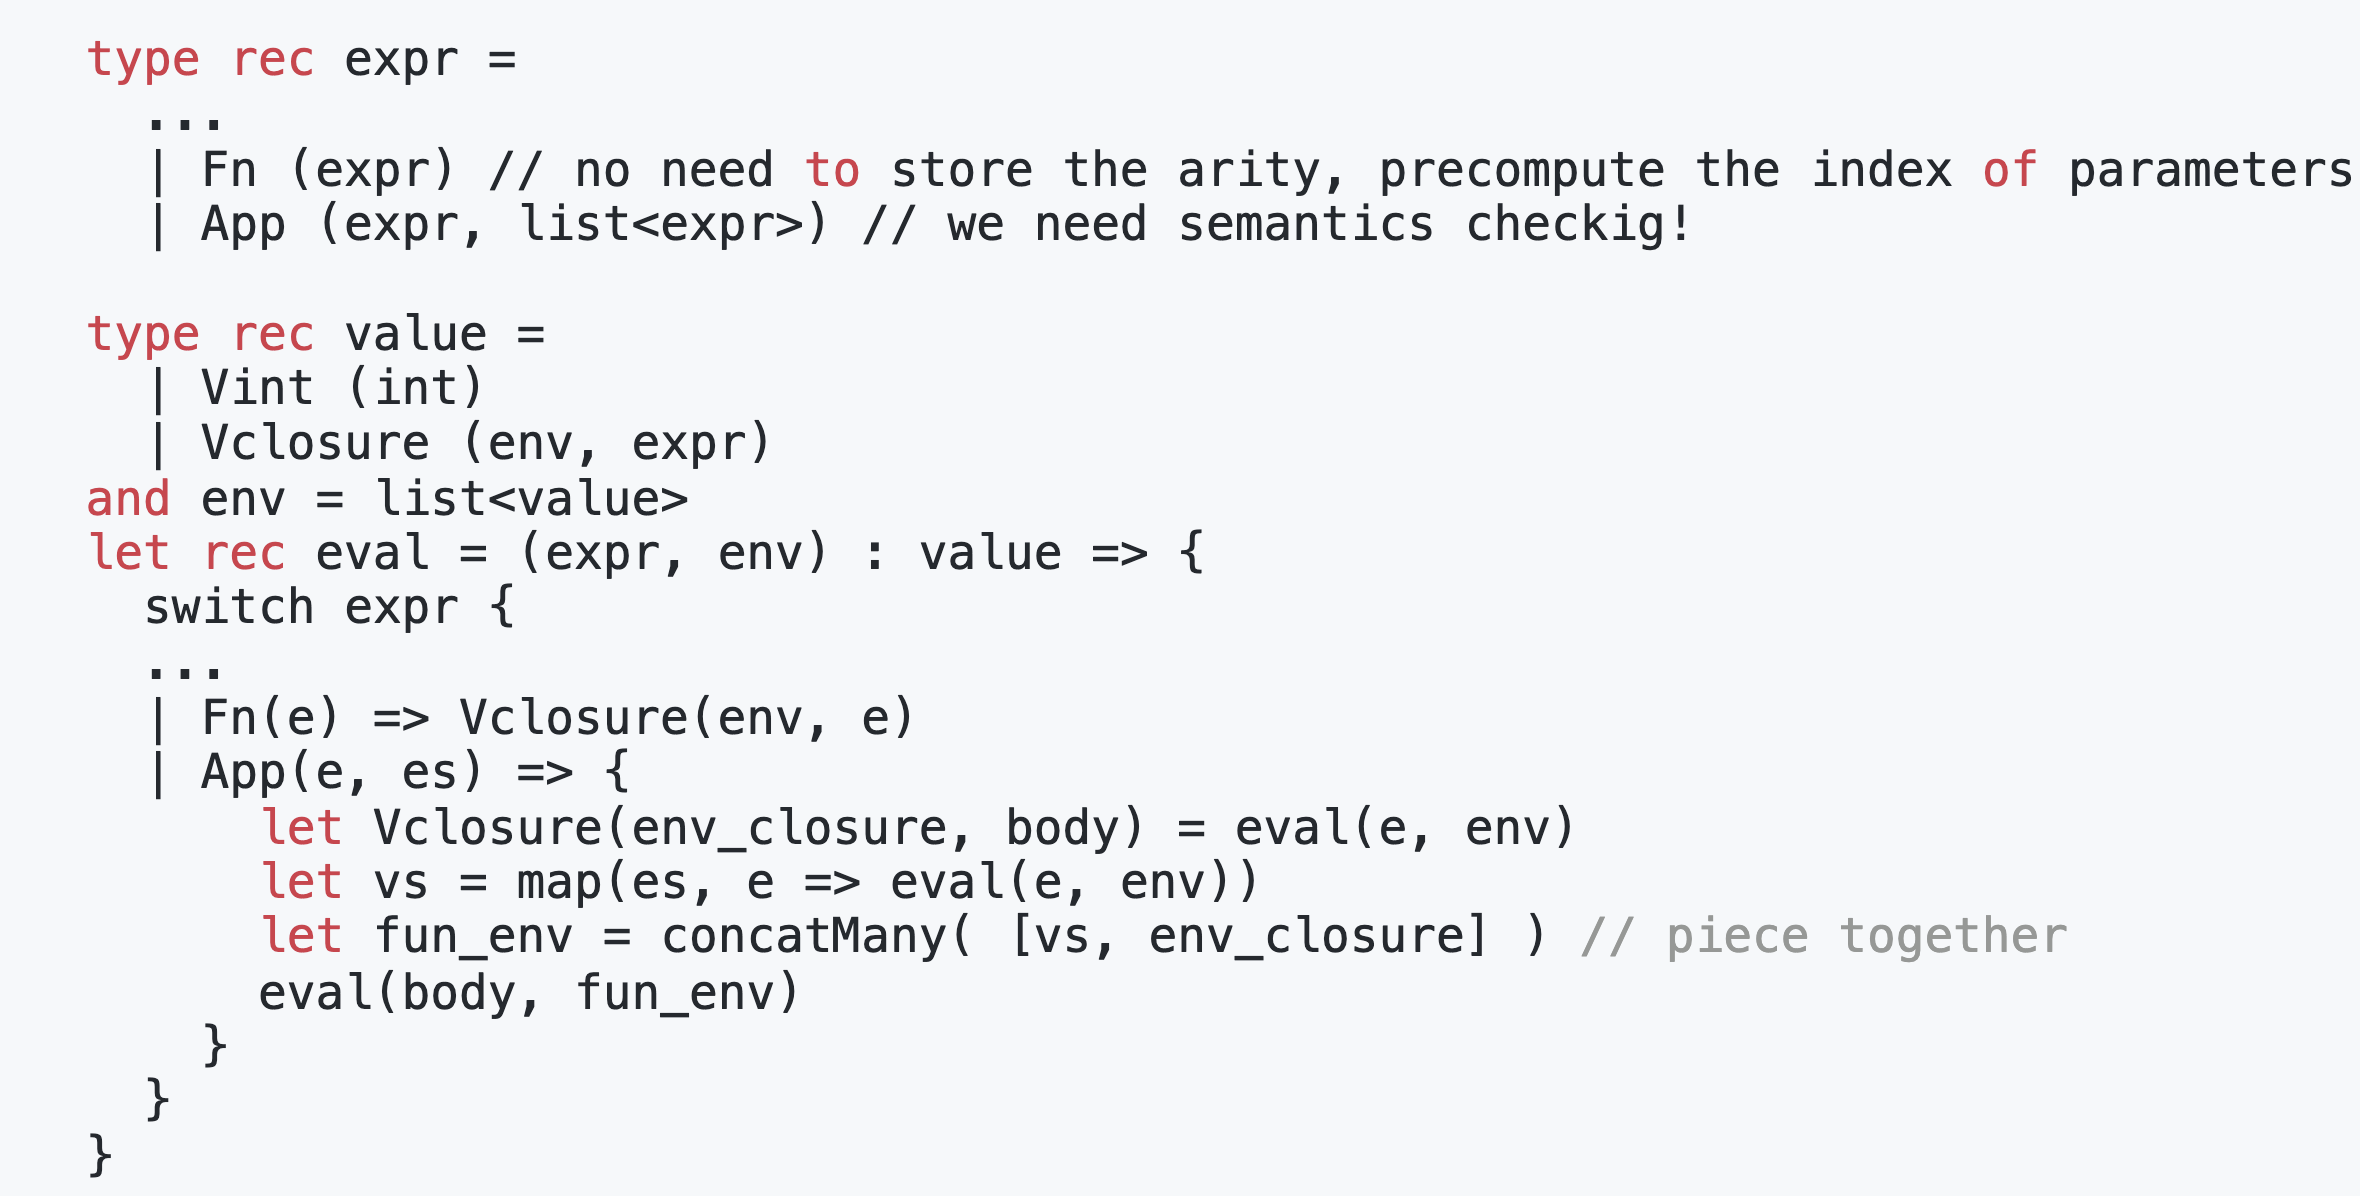 type rec expr =
  ...
  | Fn (expr) // no need to store the arity, precompute the index of parameters
  | App (expr, list<expr>) // we need semantics checkig!

type rec value =
  | Vint (int)
  | Vclosure (env, expr)
and env = list<value>
let rec eval = (expr, env) : value => {
  switch expr {
  ...
  | Fn(e) => Vclosure(env, e)
  | App(e, es) => {
      let Vclosure(env_closure, body) = eval(e, env)
      let vs = map(es, e => eval(e, env))
      let fun_env = concatMany( [vs, env_closure] ) // piece together
      eval(body, fun_env)
    }
  }
}